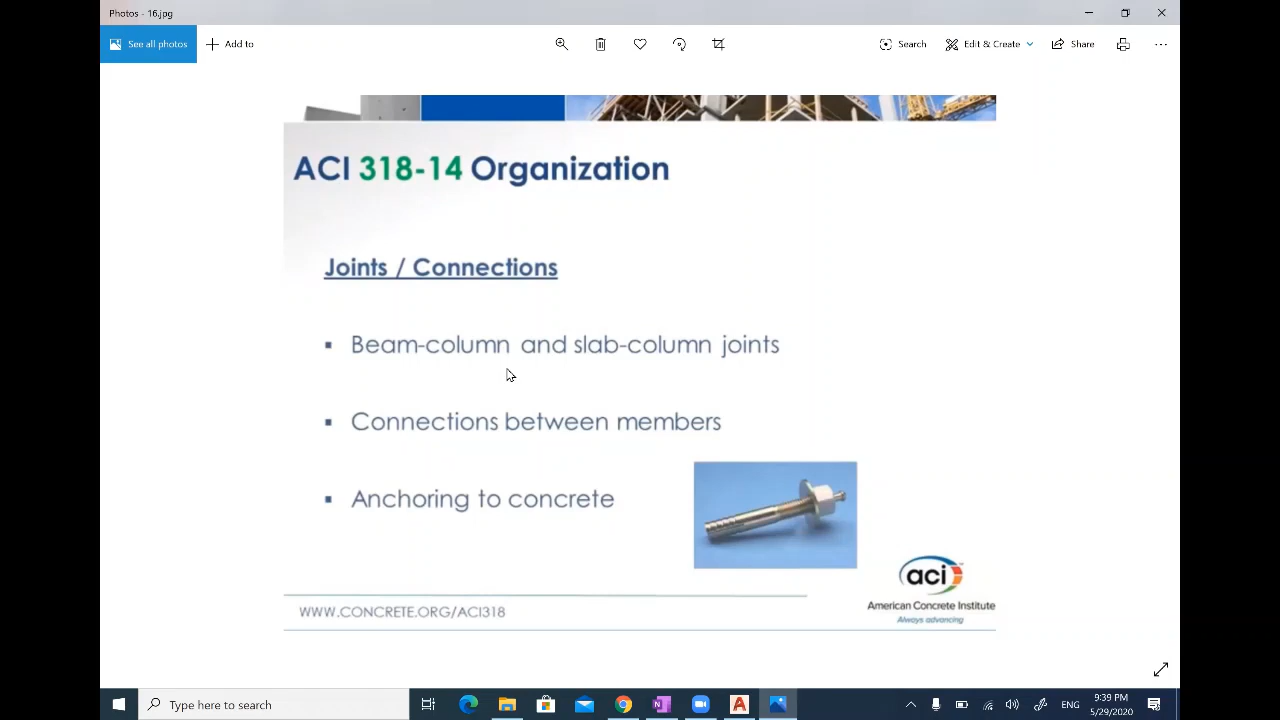 Photos - 16.jpg
See all photos
Add to
Search
Edit & Create
Share
ACI 318-14 Organization
Joints / Connections
▪ Beam-column and slab-column joints
▪ Connections between members
▪ Anchoring to concrete
aci
American Concrete Institute
Always advancing
WWW.CONCRETE.ORG/ACI318
Type here to search
ENG
9:39 PM
5/29/2020